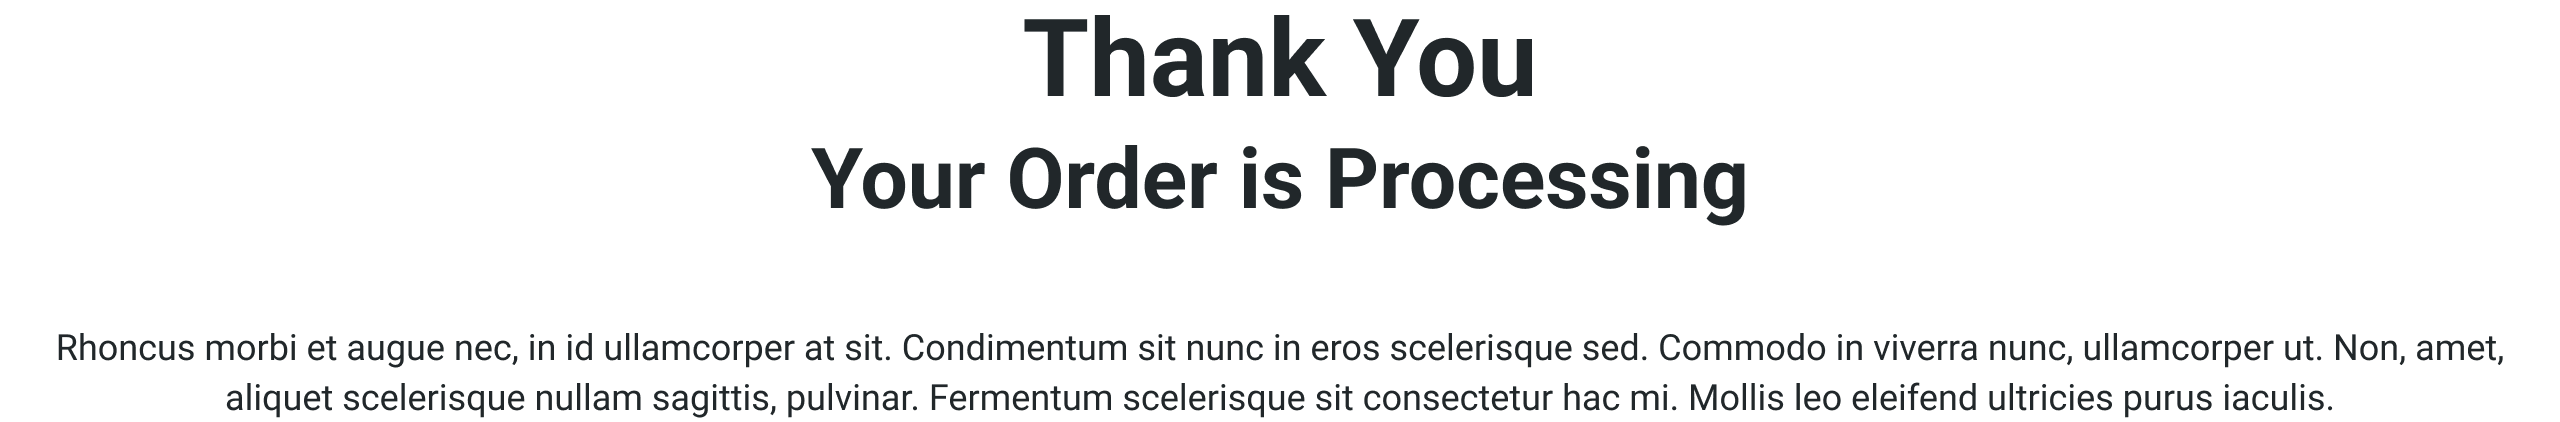 Thank You
Your Order is Processing
Rhoncus morbi et augue nec, in id ullamcorper at sit. Condimentum sit nunc in eros scelerisque sed. Commodo in viverra nunc, ullamcorper ut. Non, amet,
aliquet scelerisque nullam sagittis, pulvinar. Fermentum scelerisque sit consectetur hac mi. Mollis leo eleifend ultricies purus iaculis.